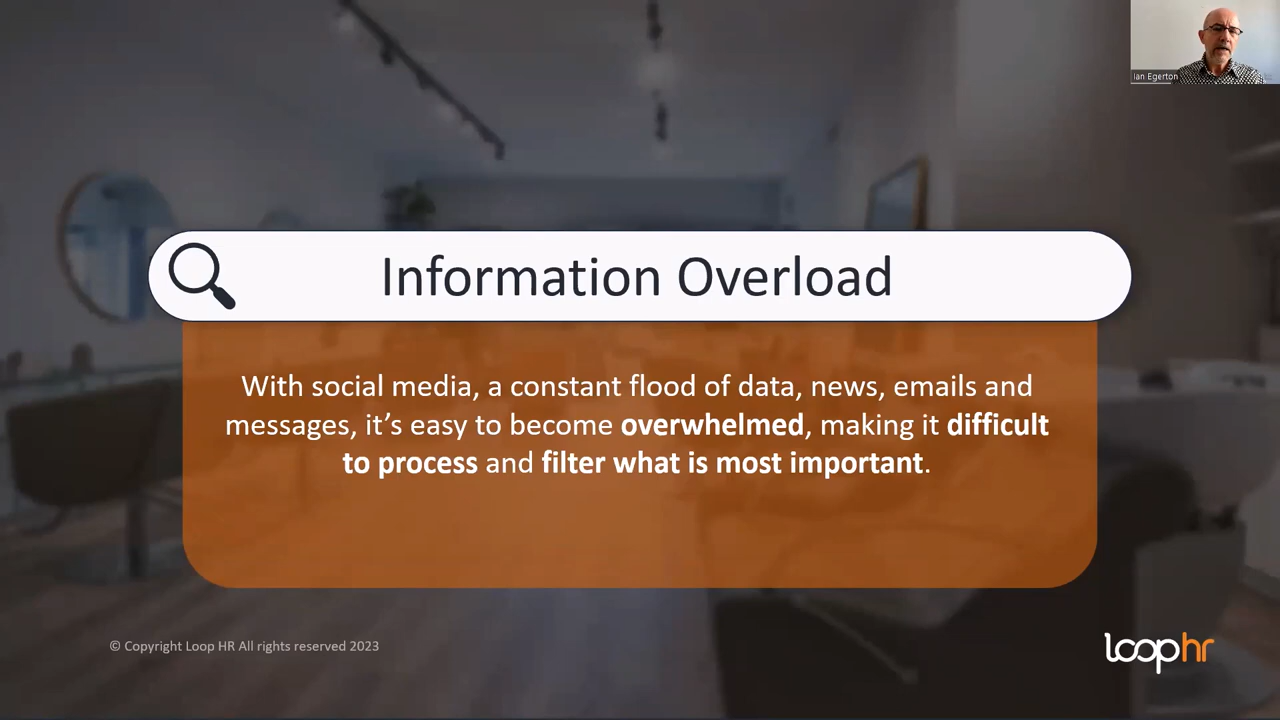 Ian Egerton
Information Overload
With social media, a constant flood of data, news, emails and
messages, it’s easy to become overwhelmed, making it difficult
to process and filter what is most important.
© Copyright Loop HR All rights reserved 2023
loophr